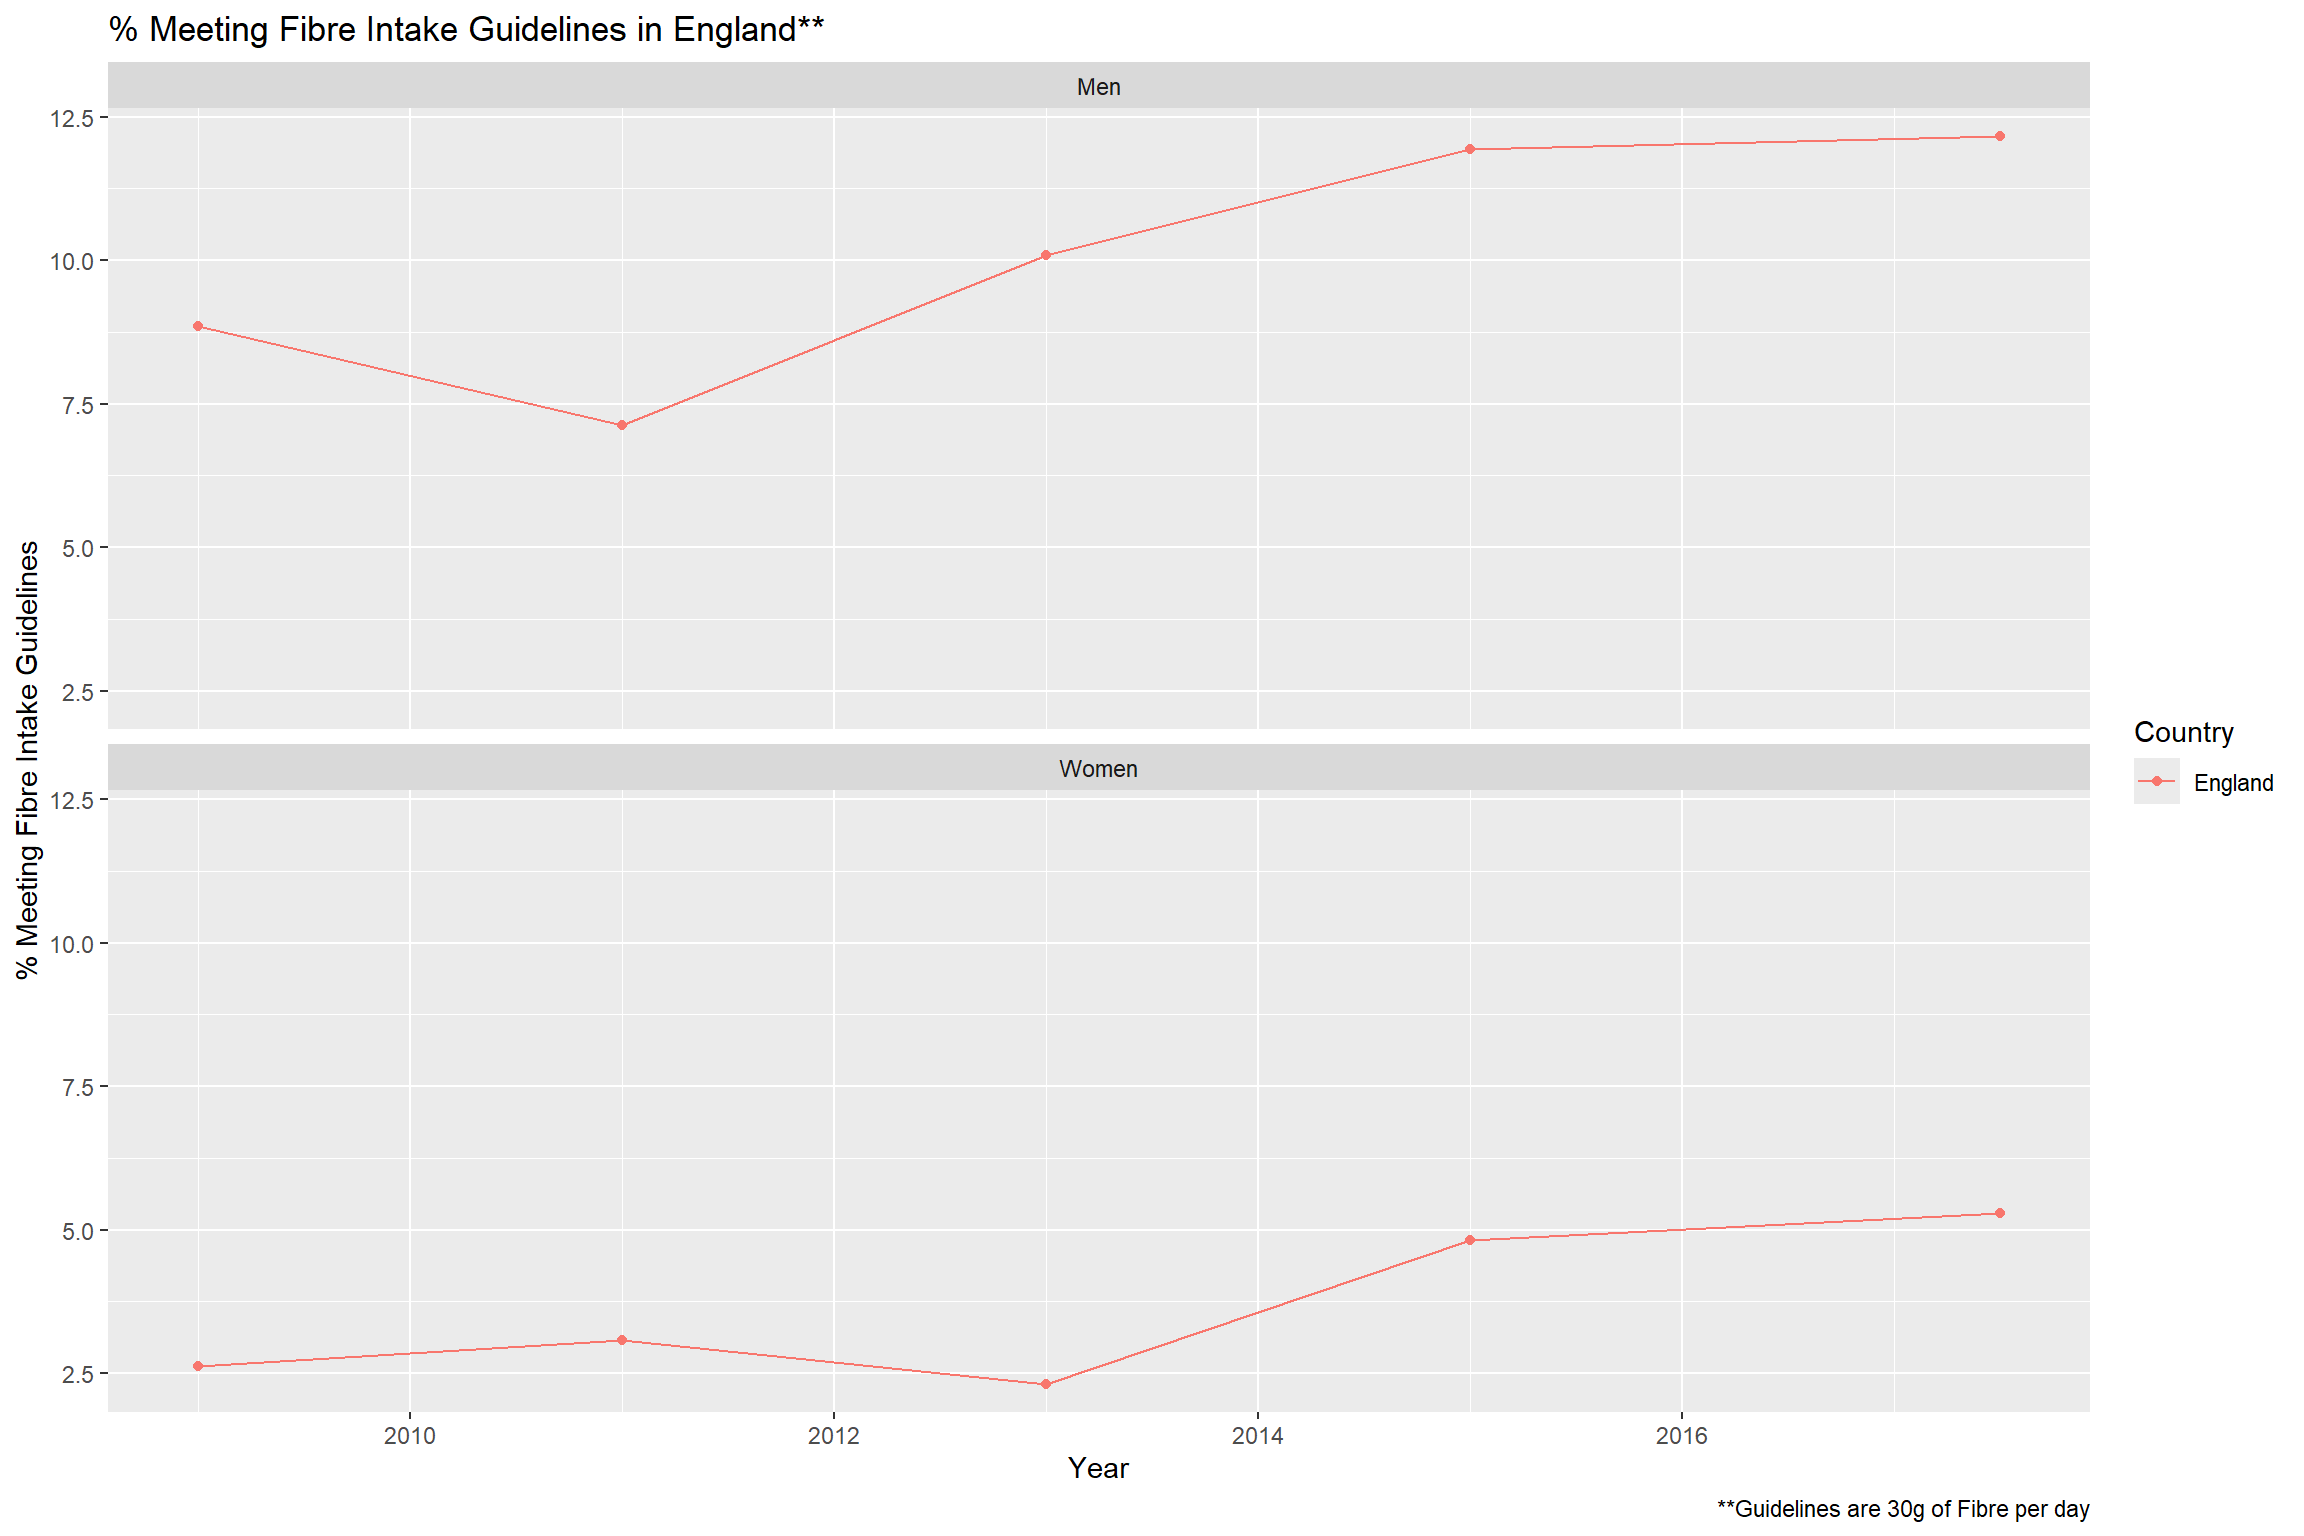 % Meeting Fibre Intake Guidelines in England**
Men
12.5
10.0
7.5
5.0
2.5
% Meeting Fibre Intake Guidelines
Women
12.5
10.0
7.5
5.0
2.5
2010
2012
2014
2016
Year
Country
England
**Guidelines are 30g of Fibre per day